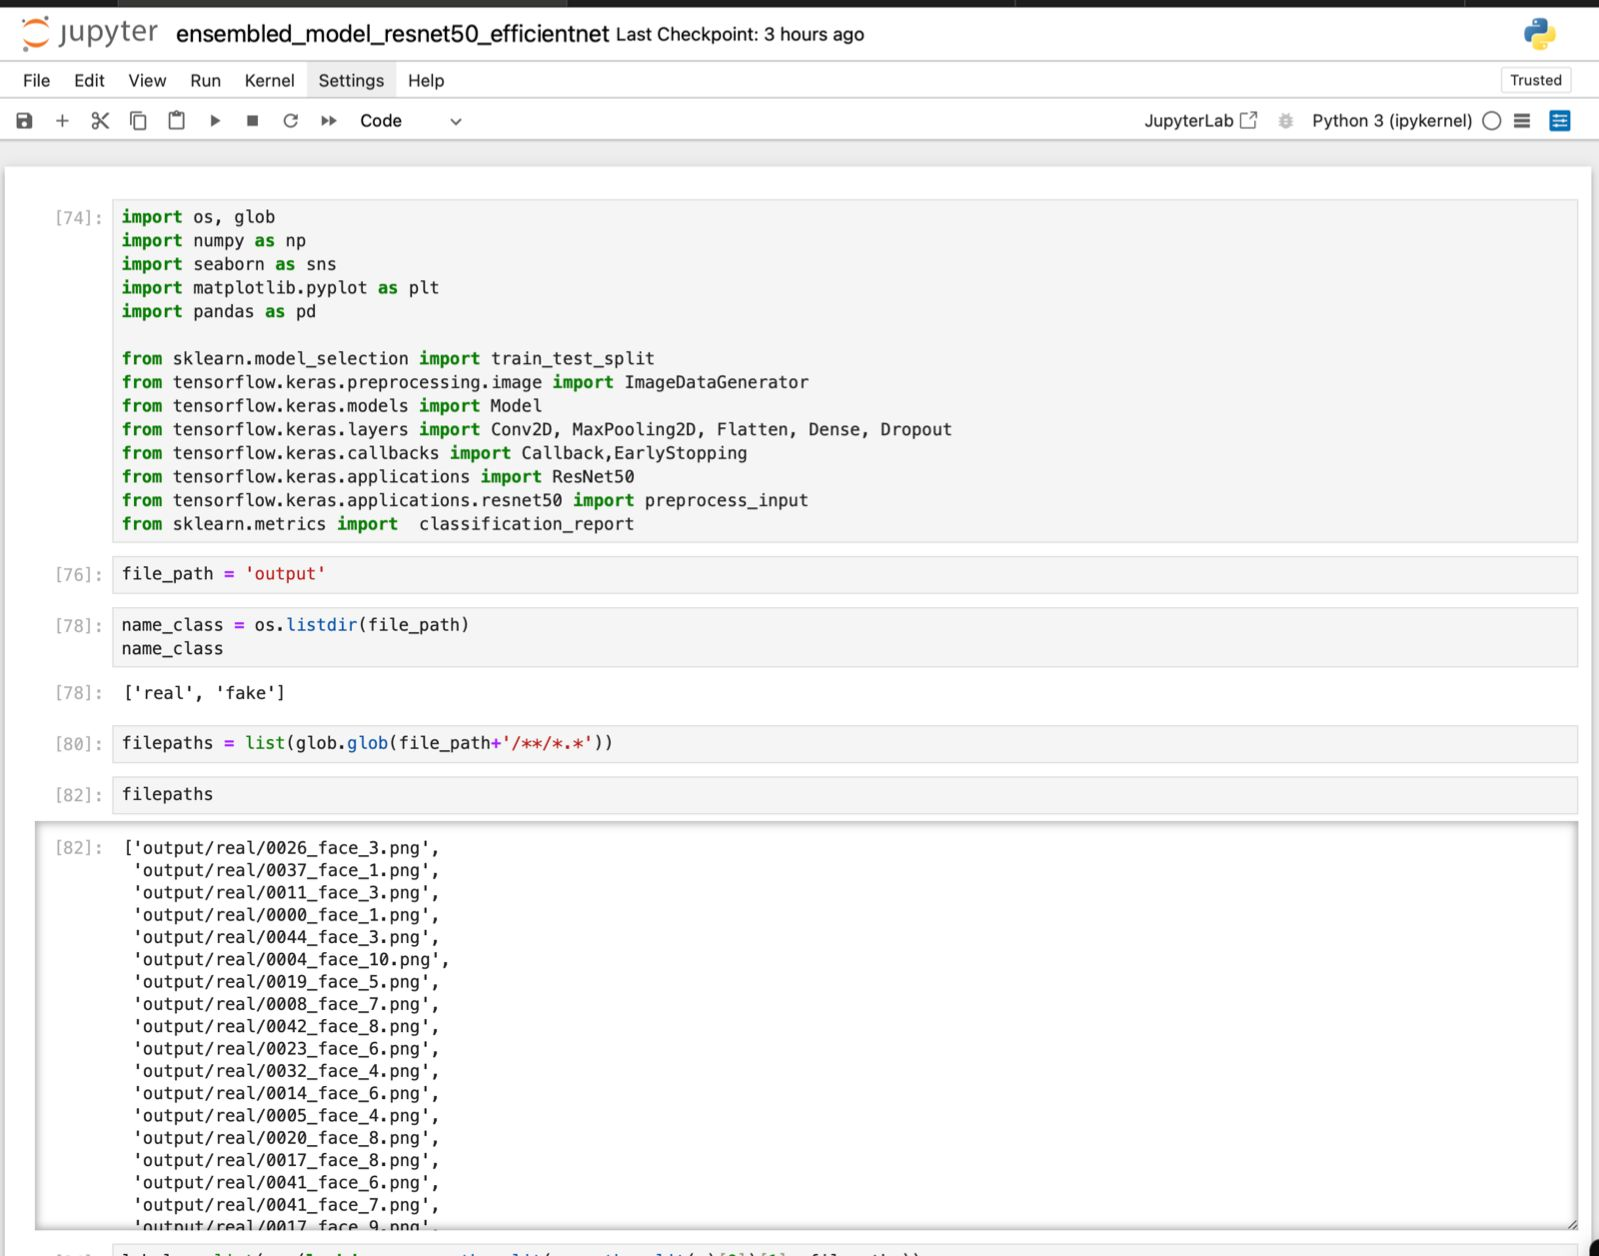 jupyter ensembled_model_resnet50_efficientnet Last Checkpoint: 3 hours ago
File Edit View Run Kernel Settings Help Trusted
Code JupyterLab Python 3 (ipykernel)
[74]: import os, glob
import numpy as np
import seaborn as sns
import matplotlib.pyplot as plt
import pandas as pd
from sklearn.model_selection import train_test_split
from tensorflow.keras.preprocessing.image import ImageDataGenerator
from tensorflow.keras.models import Model
from tensorflow.keras.layers import Conv2D, MaxPooling2D, Flatten, Dense, Dropout
from tensorflow.keras.callbacks import Callback,EarlyStopping
from tensorflow.keras.applications import ResNet50
from tensorflow.keras.applications.resnet50 import preprocess_input
from sklearn.metrics import  classification_report
[76]: file_path = 'output'
[78]: name_class = os.listdir(file_path)
name_class
[78]: ['real', 'fake']
[80]: filepaths = list(glob.glob(file_path+'/**/*.*'))
[82]: filepaths
[82]: ['output/real/0026_face_3.png',
'output/real/0037_face_1.png',
'output/real/0011_face_3.png',
'output/real/0000_face_1.png',
'output/real/0044_face_3.png',
'output/real/0004_face_10.png',
'output/real/0019_face_5.png',
'output/real/0008_face_7.png',
'output/real/0042_face_8.png',
'output/real/0023_face_6.png',
'output/real/0032_face_4.png',
'output/real/0014_face_6.png',
'output/real/0005_face_4.png',
'output/real/0020_face_8.png',
'output/real/0017_face_8.png',
'output/real/0041_face_6.png',
'output/real/0041_face_7.png',
'output/real/0017_face_9.png',